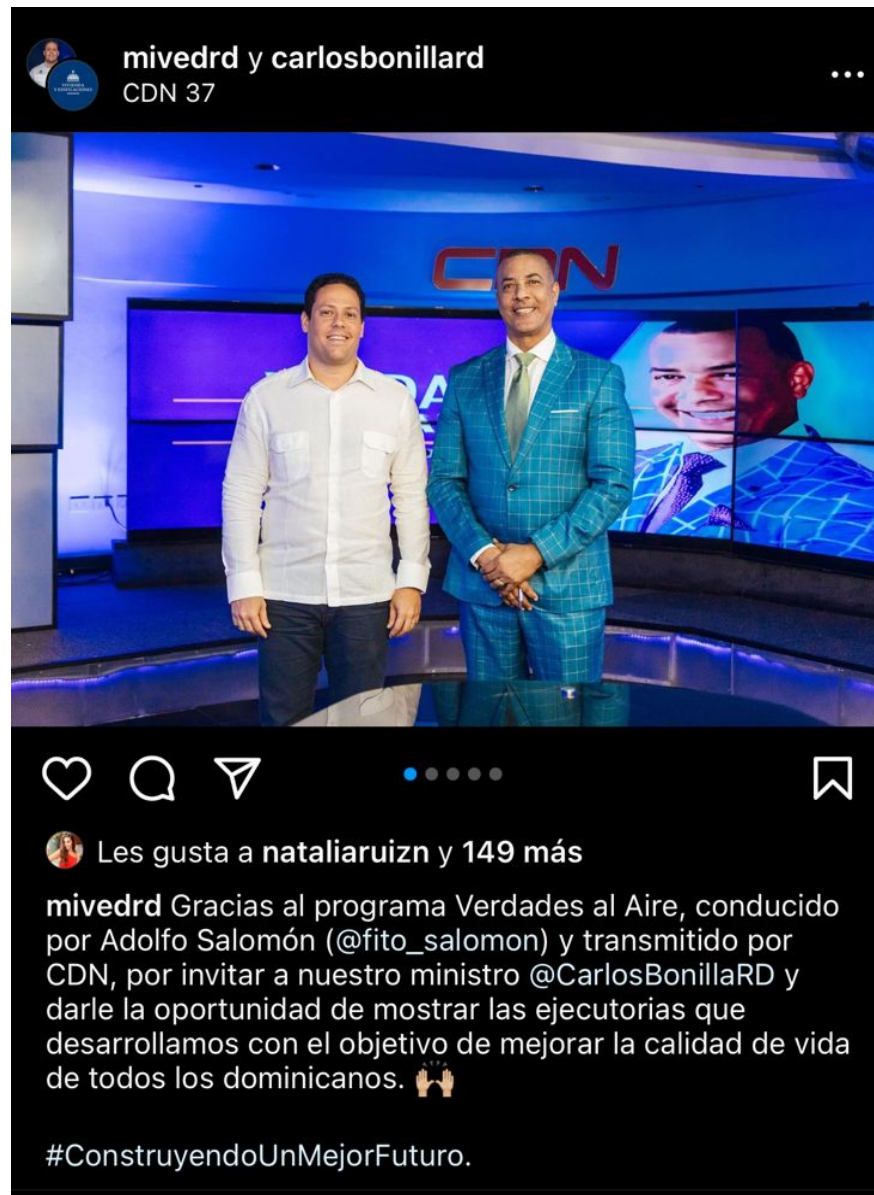 mivedrd y carlosbonillard
CDN 37
CDN
Les gusta a nataliaruizn y 149 más
mivedrd Gracias al programa Verdades al Aire, conducido
por Adolfo Salomón (@fito_salomon) y transmitido por
CDN, por invitar a nuestro ministro @CarlosBonillaRD y
darle la oportunidad de mostrar las ejecutorias que
desarrollamos con el objetivo de mejorar la calidad de vida
de todos los dominicanos. 🙌🏼
#ConstruyendoUnMejorFuturo.